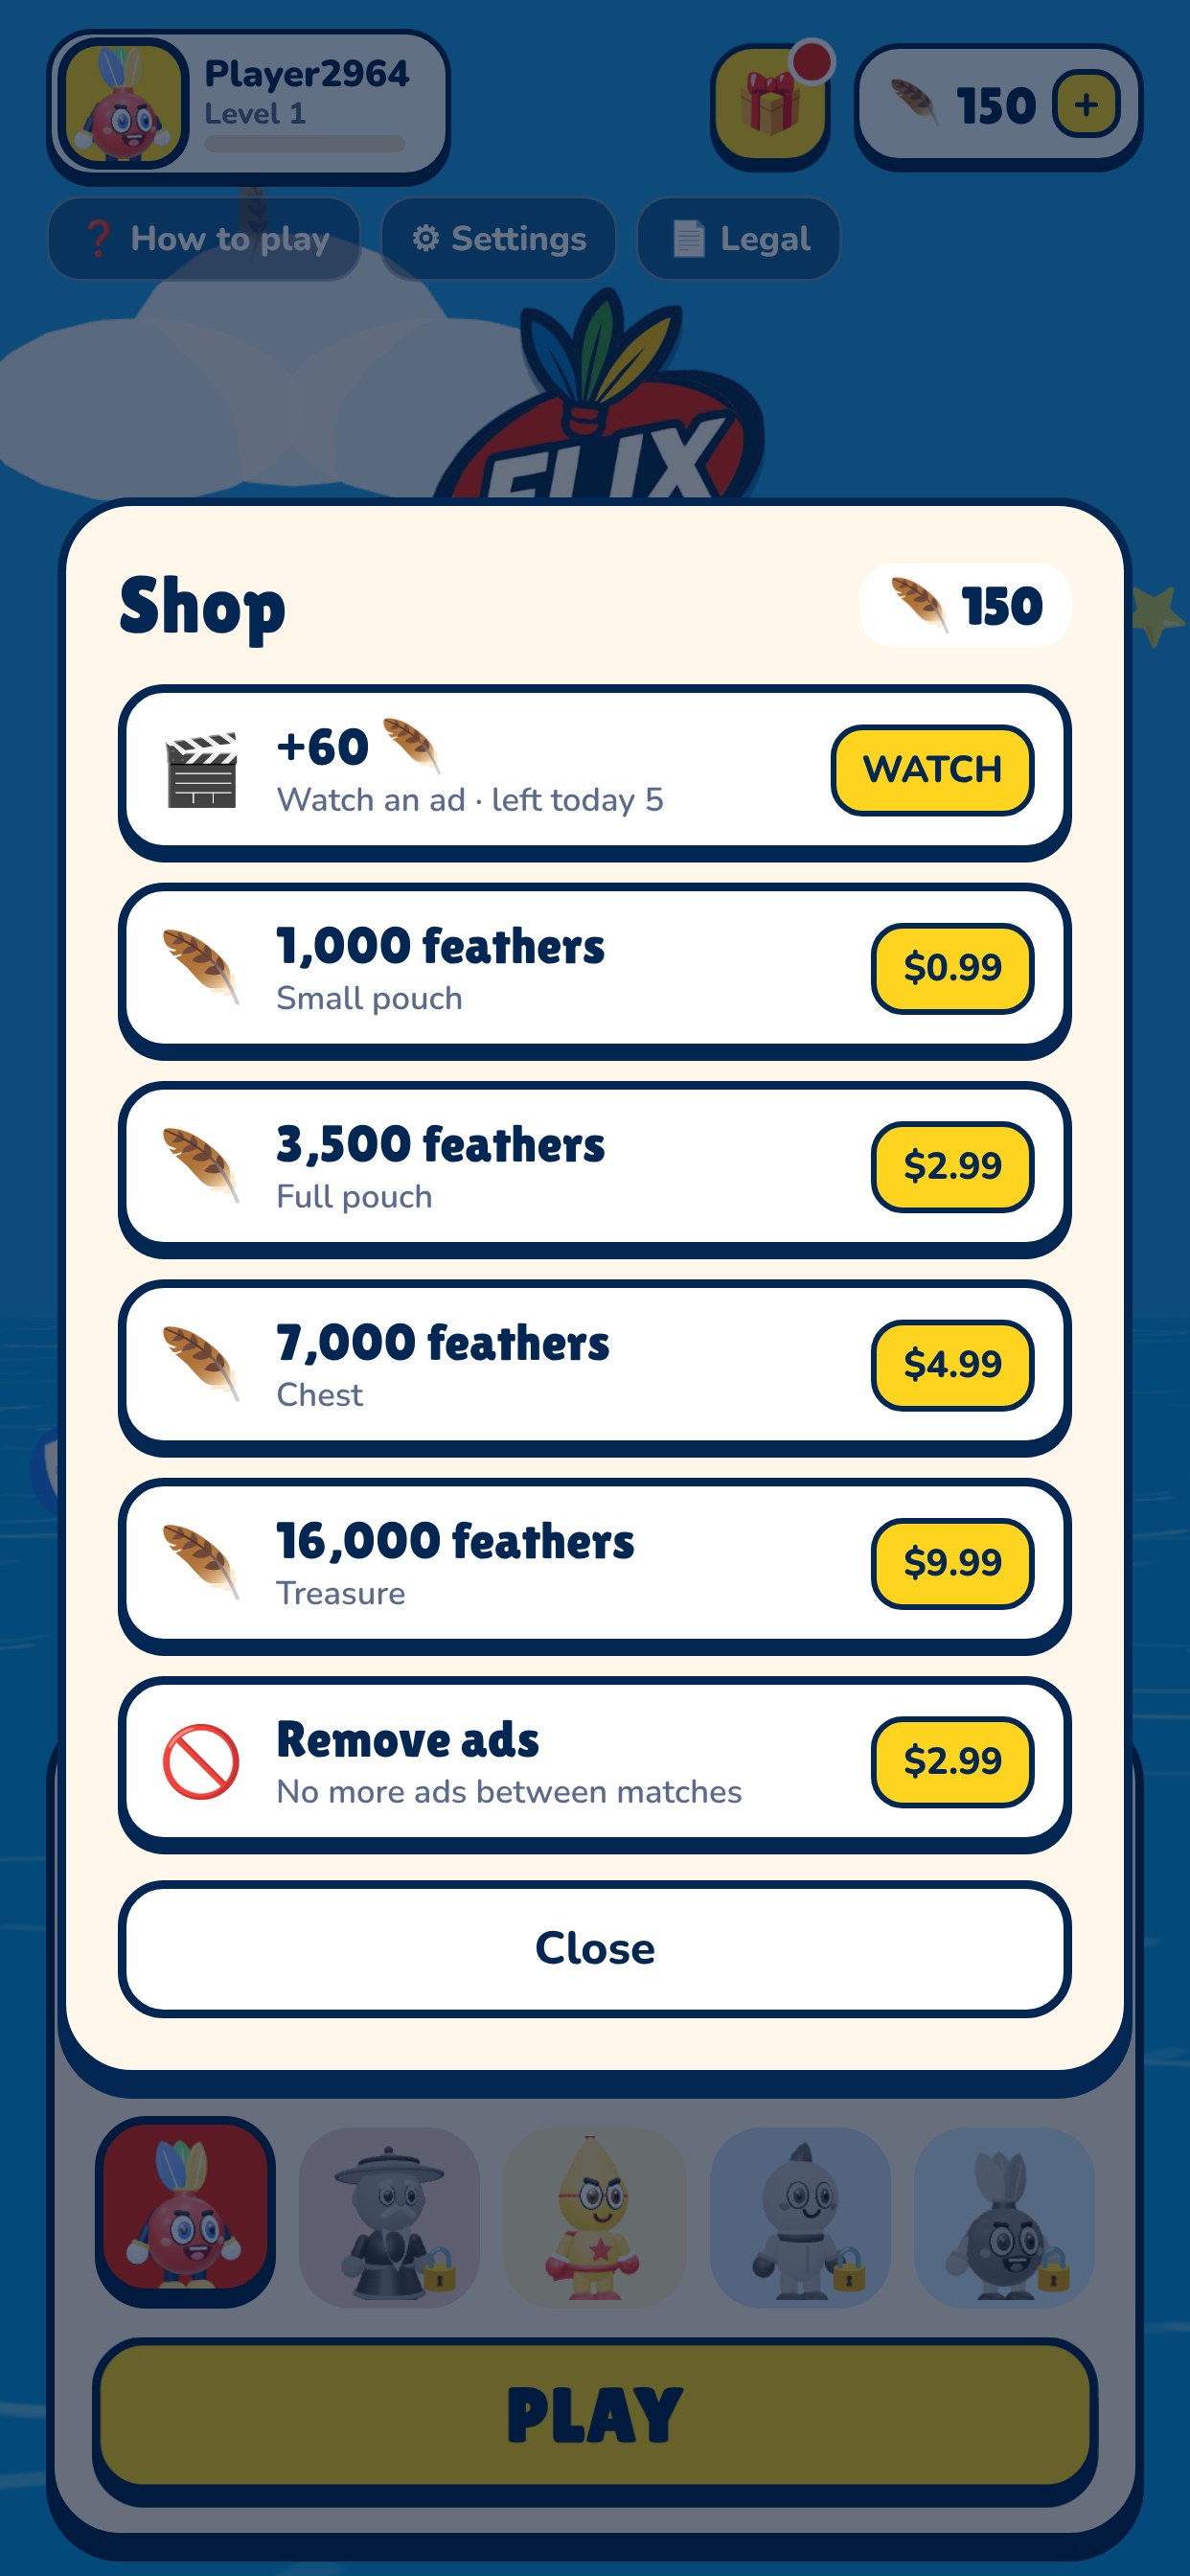 Player2964
Level 1
150
+
How to play
Settings
Legal
FLIX
Shop
150
+60
Watch an ad · left today 5
WATCH
1,000 feathers
Small pouch
$0.99
3,500 feathers
Full pouch
$2.99
7,000 feathers
Chest
$4.99
16,000 feathers
Treasure
$9.99
Remove ads
No more ads between matches
$2.99
Close
PLAY